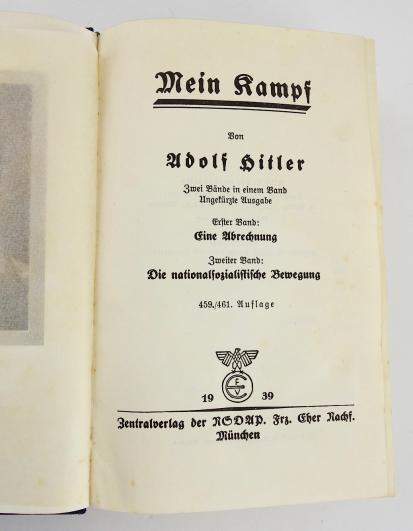 Mein Kampf
Von
Adolf Hitler
Zwei Bände in einem Band
Ungekürzte Ausgabe
Erster Band:
Eine Abrechnung
Zweiter Band:
Die nationalsozialistische Bewegung
459./461. Auflage
19 39
Zentralverlag der NSDAP. Frz. Eher Nachf.
München